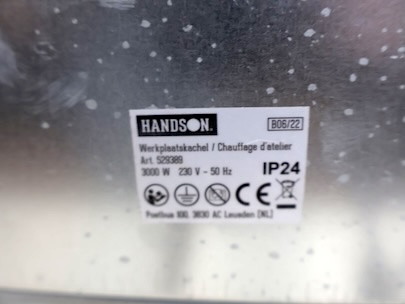 HANDSON.
B06/22
Werkplaatskachel / Chauffage d'atelier
Art. 529389
3000 W 230 V - 50 Hz
IP24
CE
Postbus 100, 3830 AC Leusden [NL]